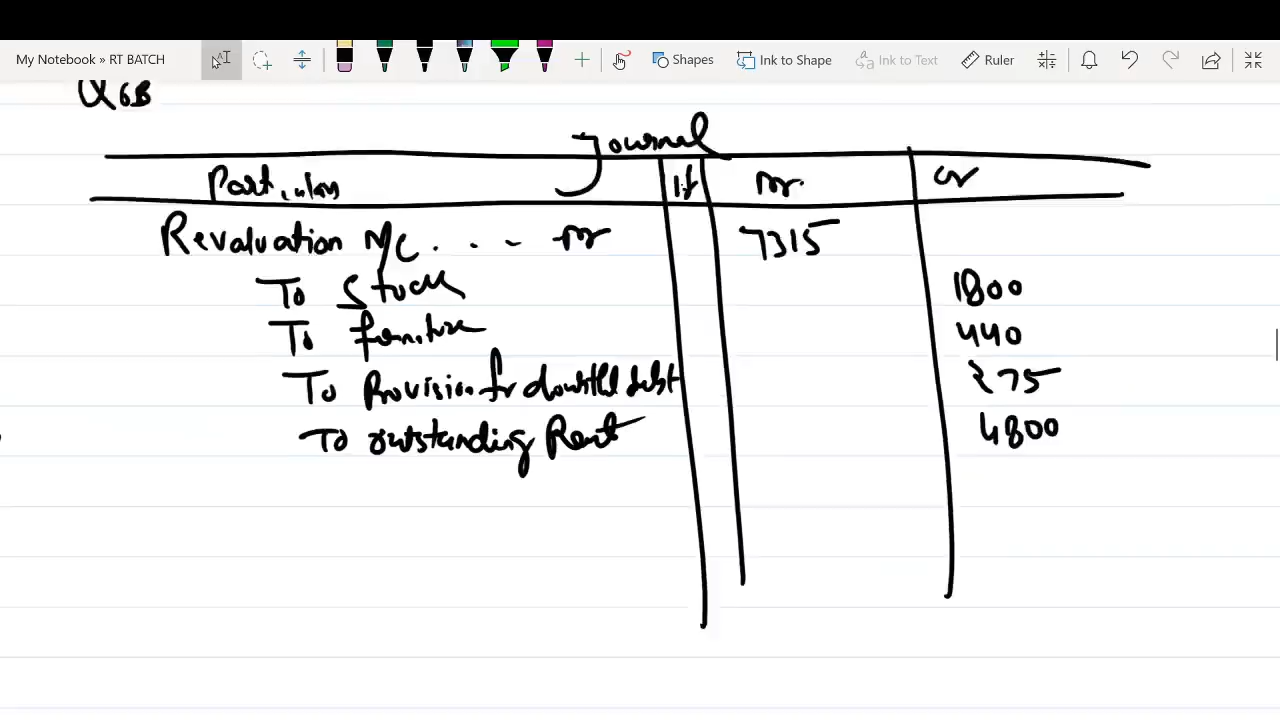 My Notebook » RT BATCH
Shapes
Ink to Shape
Ink to Text
Ruler
Q 6B
Journal
Particulars lf Dr. Cr
Revaluation A/C . . . - Dr 7315
To Stock 1800
To furniture 440
To Provision for doubtful debt 275
To outstanding Rent 4800